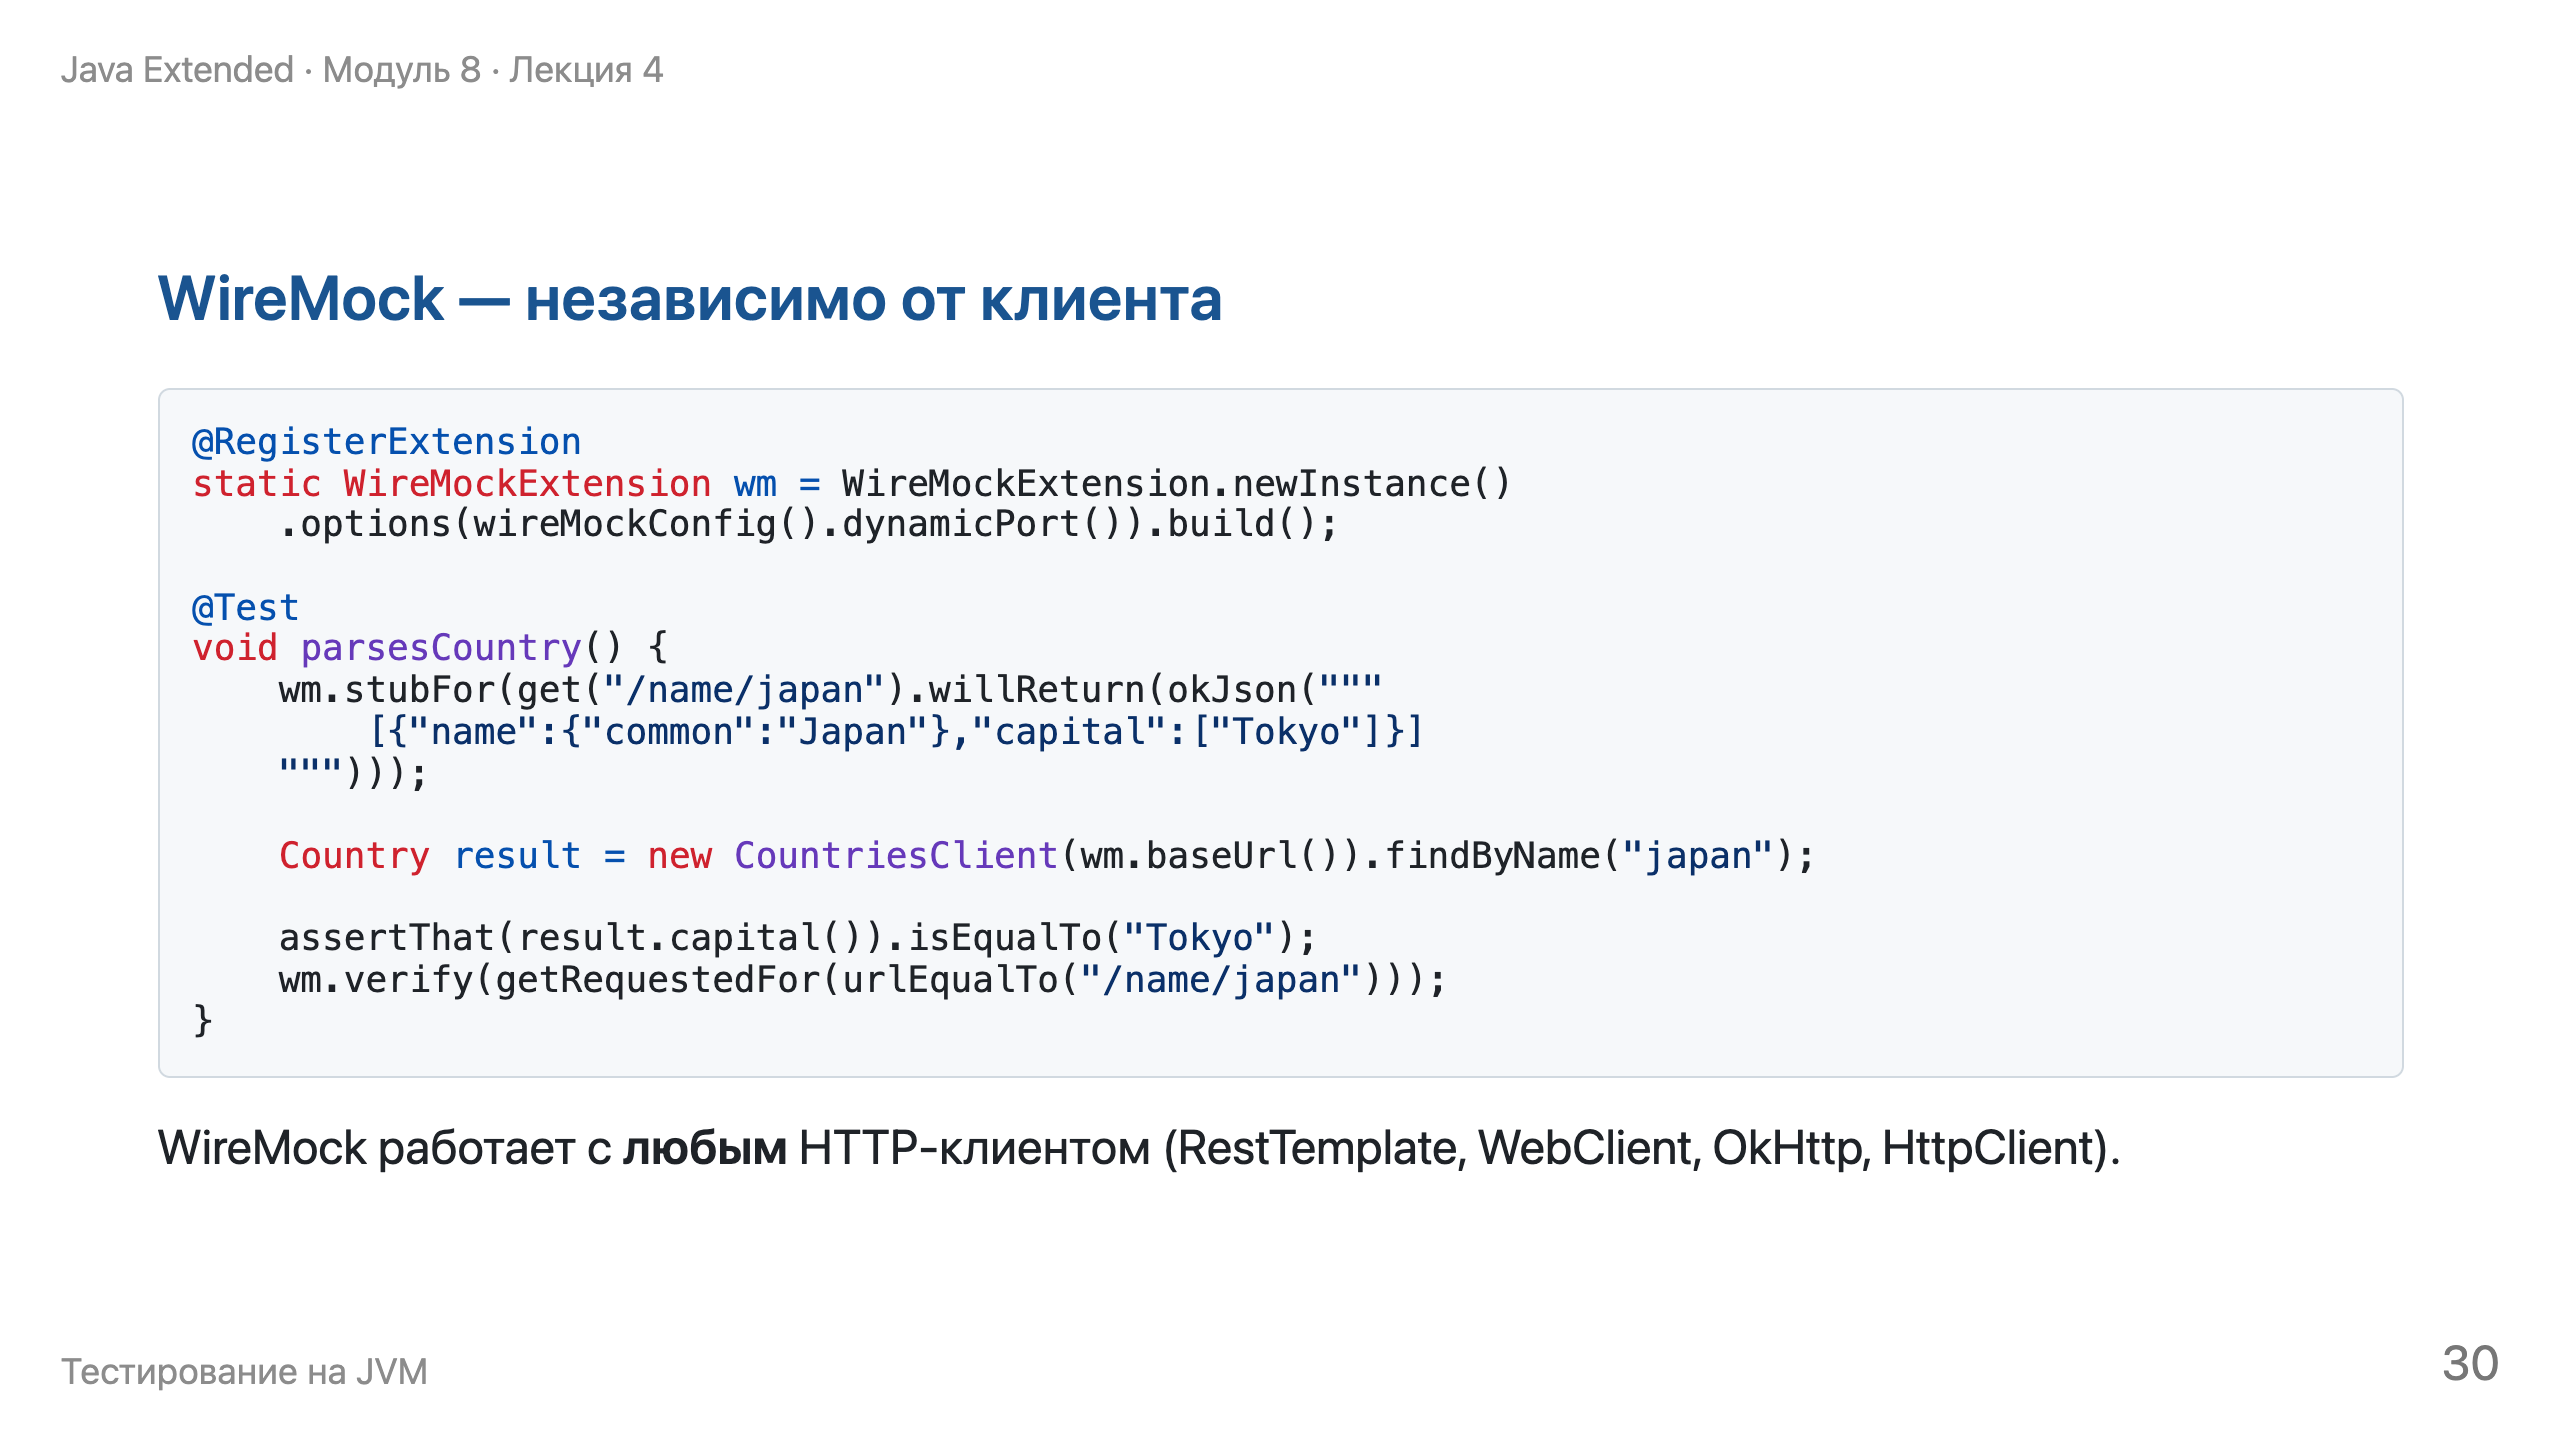 Java Extended · Модуль 8 · Лекция 4
WireMock — независимо от клиента
@RegisterExtension
static WireMockExtension wm = WireMockExtension.newInstance()
    .options(wireMockConfig().dynamicPort()).build();
@Test
void parsesCountry() {
    wm.stubFor(get("/name/japan").willReturn(okJson("""
        [{"name":{"common":"Japan"},"capital":["Tokyo"]}]
    """)));
    Country result = new CountriesClient(wm.baseUrl()).findByName("japan");
    assertThat(result.capital()).isEqualTo("Tokyo");
    wm.verify(getRequestedFor(urlEqualTo("/name/japan")));
}
WireMock работает с любым HTTP-клиентом (RestTemplate, WebClient, OkHttp, HttpClient).
Тестирование на JVM
30